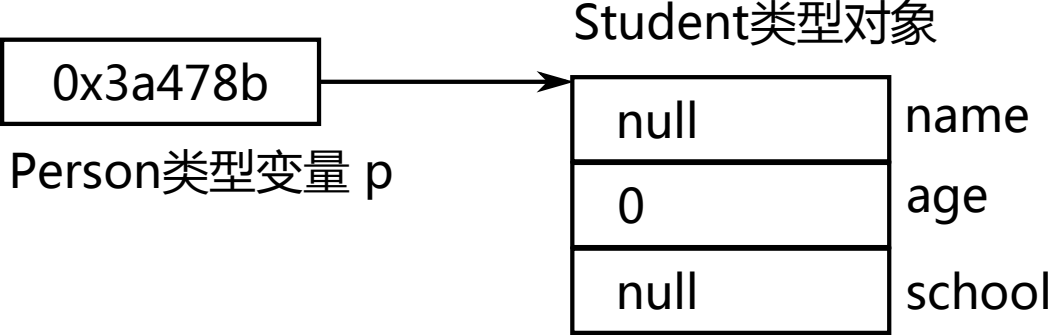 Student类型对象
0x3a478b
Person类型变量 p
null name
0 age
null school